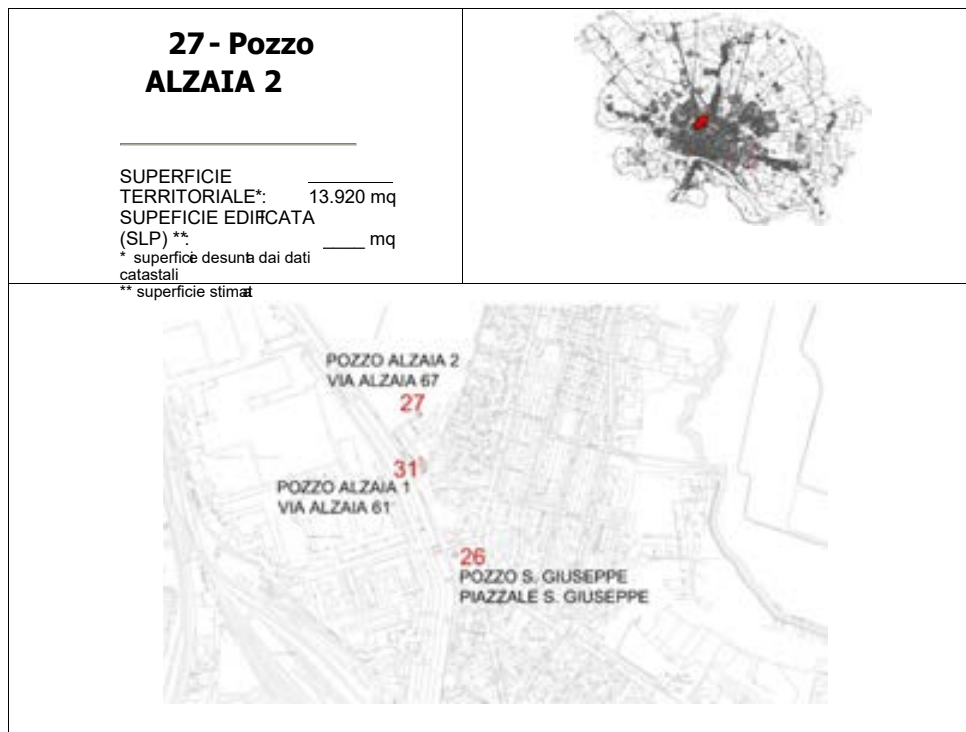 27 - Pozzo
ALZAIA 2
SUPERFICIE
TERRITORIALE*: 13.920 mq
SUPEFICIE EDIFICATA
(SLP) **: ____ mq
* superficie desunta dai dati
catastali
** superficie stimata
POZZO ALZAIA 2
VIA ALZAIA 67
27
31
POZZO ALZAIA 1
VIA ALZAIA 61
26
POZZO S. GIUSEPPE
PIAZZALE S. GIUSEPPE